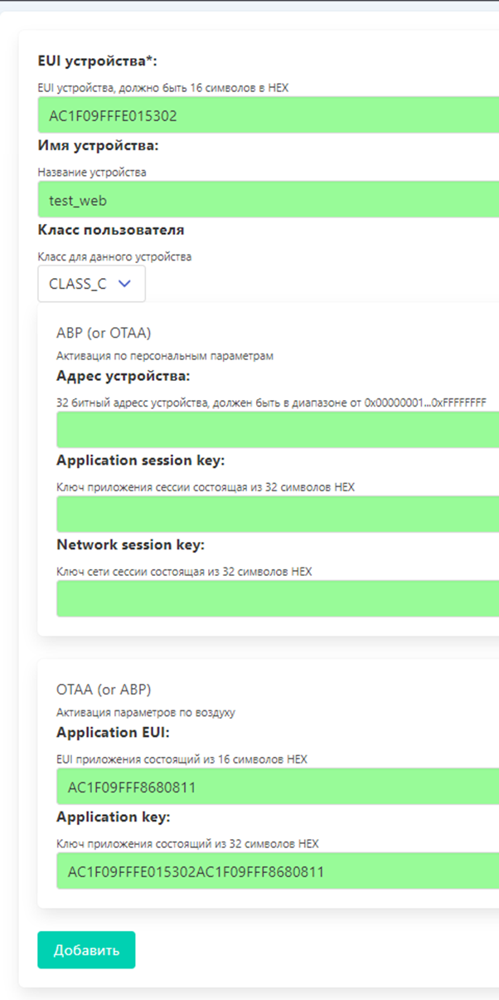 EUI устройства*:
EUI устройства, должно быть 16 символов в HEX
AC1F09FFFE015302
Имя устройства:
Название устройства
test_web
Класс пользователя
Класс для данного устройства
CLASS_C
ABP (or OTAA)
Активация по персональным параметрам
Адрес устройства:
32 битный адресс устройства, должен быть в диапазоне от 0x00000001...0xFFFFFFFF
Application session key:
Ключ приложения сессии состоящая из 32 символов HEX
Network session key:
Ключ сети сессии состоящая из 32 символов HEX
OTAA (or ABP)
Активация параметров по воздуху
Application EUI:
EUI приложения состоящий из 16 символов HEX
AC1F09FFF8680811
Application key:
Ключ приложения состоящий из 32 символов HEX
AC1F09FFFE015302AC1F09FFF8680811
Добавить